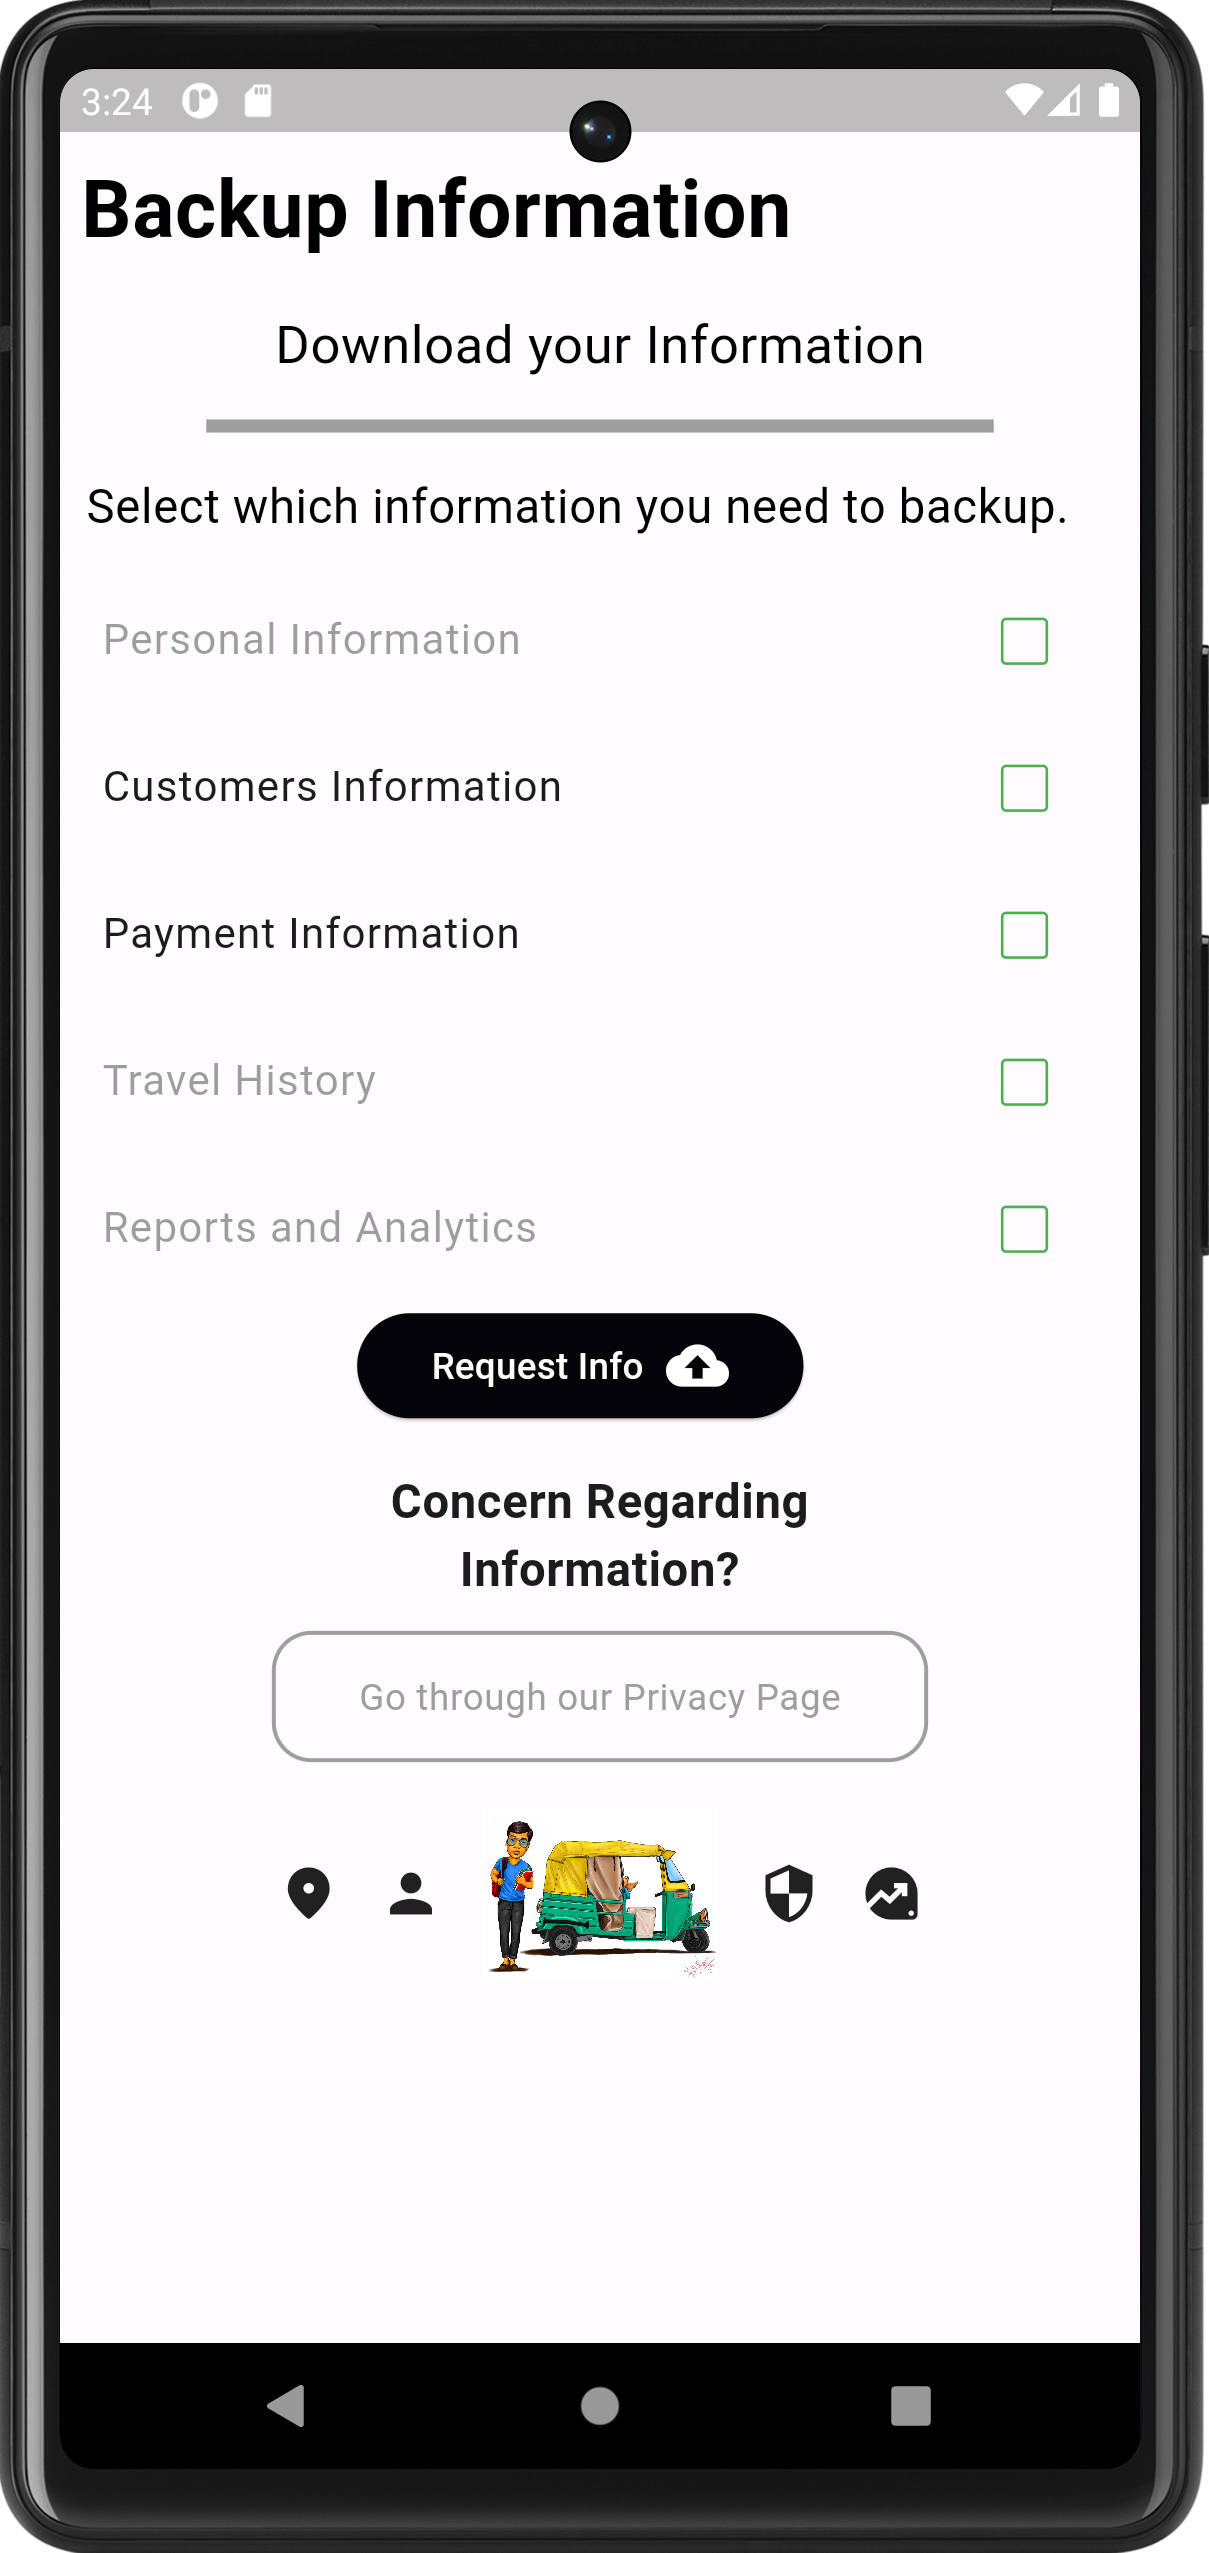 3:24
Backup Information
Download your Information
Select which information you need to backup.
Personal Information
Customers Information
Payment Information
Travel History
Reports and Analytics
Request Info
Concern Regarding
Information?
Go through our Privacy Page